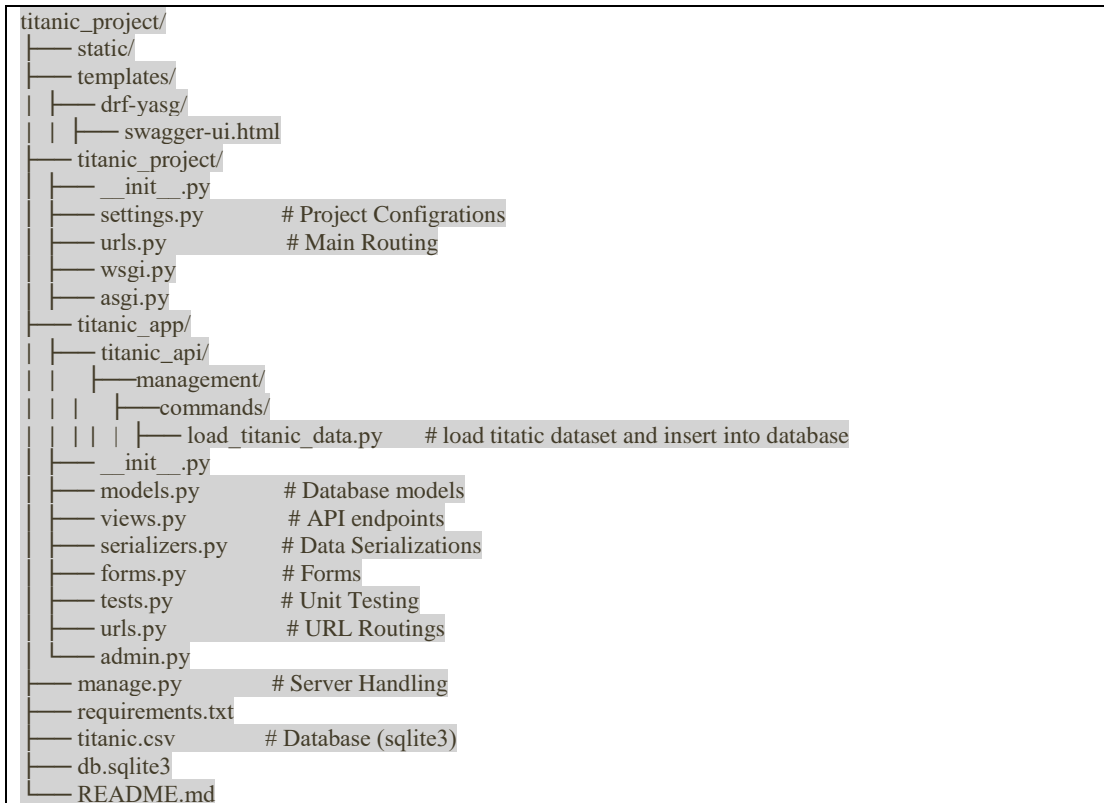 titanic_project/
├── static/
├── templates/
│ ├── drf-yasg/
│ │ ├── swagger-ui.html
├── titanic_project/
│ ├── __init__.py
│ ├── settings.py # Project Configrations
│ ├── urls.py # Main Routing
│ ├── wsgi.py
│ ├── asgi.py
├── titanic_app/
│ ├── titanic_api/
│ │ ├──management/
│ │ │ ├──commands/
│ │ │ │ │ ├── load_titanic_data.py # load titatic dataset and insert into database
│ ├── __init__.py
│ ├── models.py # Database models
│ ├── views.py # API endpoints
│ ├── serializers.py # Data Serializations
│ ├── forms.py # Forms
│ ├── tests.py # Unit Testing
│ ├── urls.py # URL Routings
│ └── admin.py
├── manage.py # Server Handling
├── requirements.txt
├── titanic.csv # Database (sqlite3)
├── db.sqlite3
└── README.md